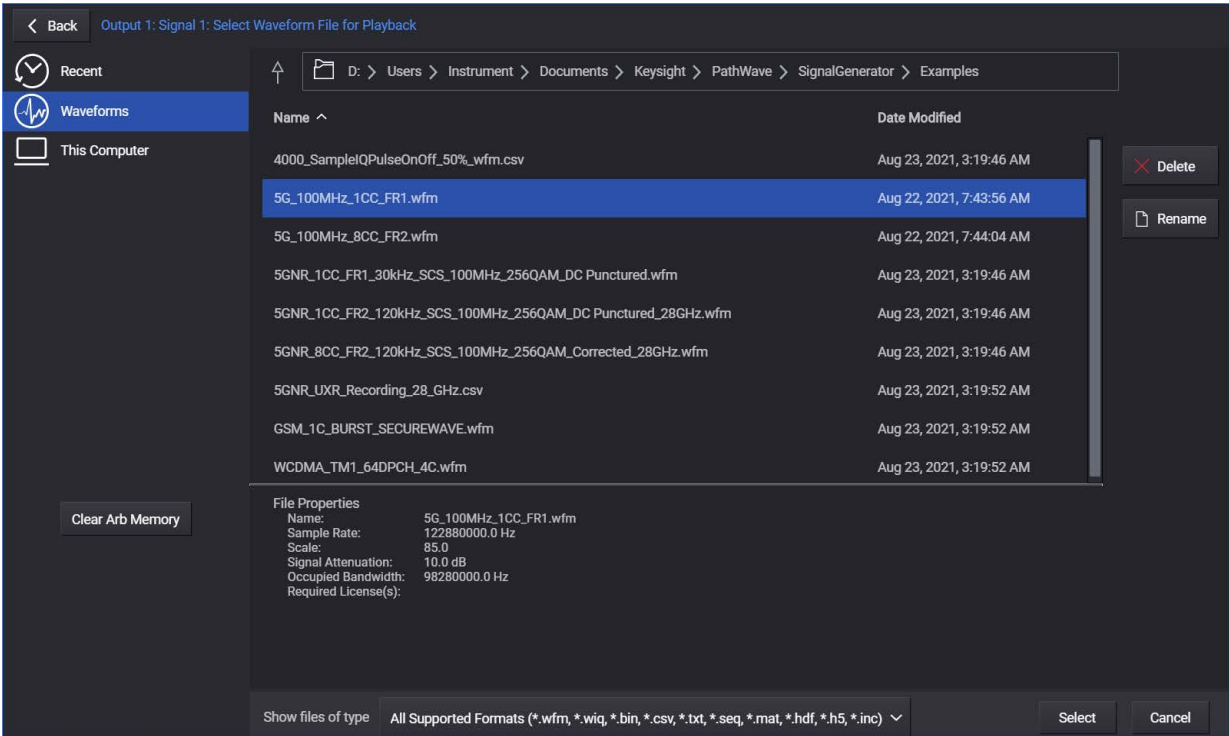 Back
Output 1: Signal 1: Select Waveform File for Playback
Recent
Waveforms
This Computer
Clear Arb Memory
D: > Users > Instrument > Documents > Keysight > PathWave > SignalGenerator > Examples
Name Date Modified
4000_SampleIQPulseOnOff_50%_wfm.csv Aug 23, 2021, 3:19:46 AM
5G_100MHz_1CC_FR1.wfm Aug 22, 2021, 7:43:56 AM
5G_100MHz_8CC_FR2.wfm Aug 22, 2021, 7:44:04 AM
5GNR_1CC_FR1_30kHz_SCS_100MHz_256QAM_DC Punctured.wfm Aug 23, 2021, 3:19:46 AM
5GNR_1CC_FR2_120kHz_SCS_100MHz_256QAM_DC Punctured_28GHz.wfm Aug 23, 2021, 3:19:46 AM
5GNR_8CC_FR2_120kHz_SCS_100MHz_256QAM_Corrected_28GHz.wfm Aug 23, 2021, 3:19:46 AM
5GNR_UXR_Recording_28_GHz.csv Aug 23, 2021, 3:19:52 AM
GSM_1C_BURST_SECUREWAVE.wfm Aug 23, 2021, 3:19:52 AM
WCDMA_TM1_64DPCH_4C.wfm Aug 23, 2021, 3:19:52 AM
Delete
Rename
File Properties
Name: 5G_100MHz_1CC_FR1.wfm
Sample Rate: 122880000.0 Hz
Scale: 85.0
Signal Attenuation: 10.0 dB
Occupied Bandwidth: 98280000.0 Hz
Required License(s):
Show files of type All Supported Formats (*.wfm, *.wiq, *.bin, *.csv, *.txt, *.seq, *.mat, *.hdf, *.h5, *.inc)
Select
Cancel